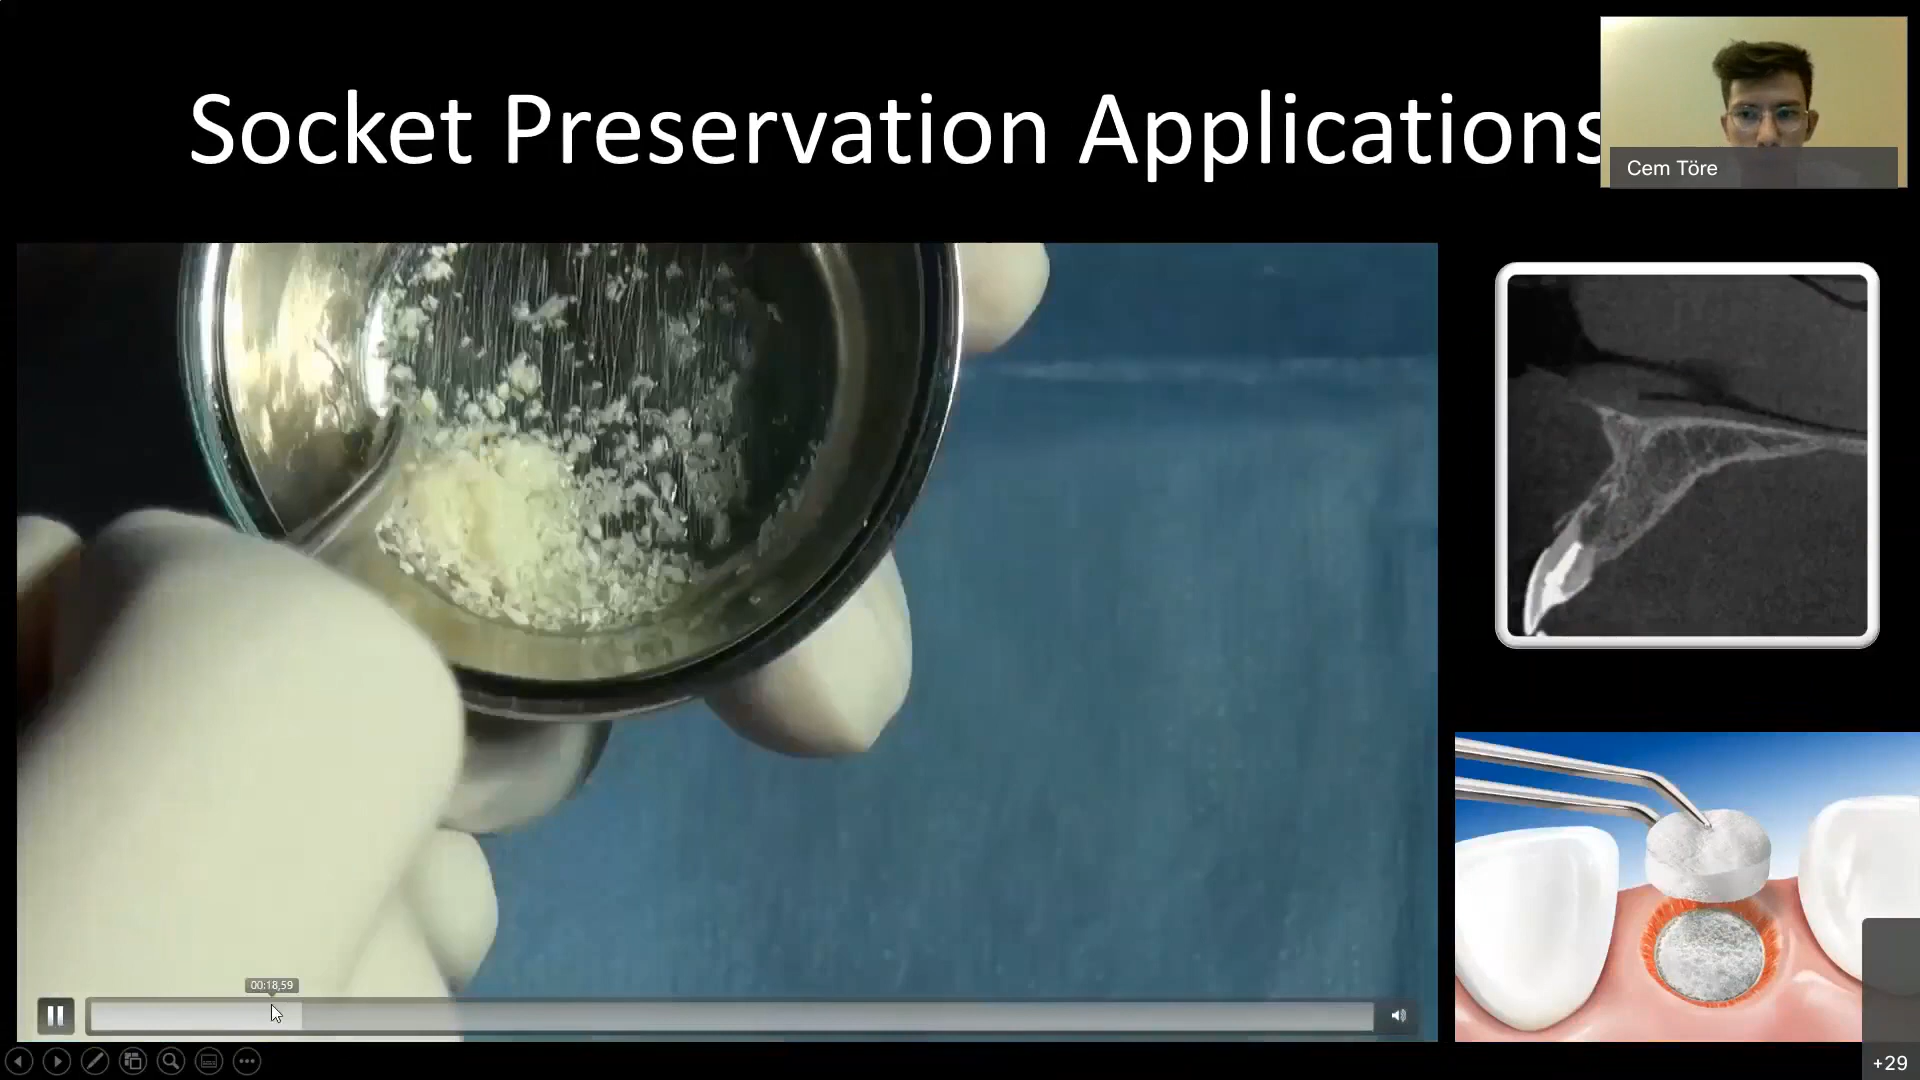 Socket Preservation Applications
Cem Töre
00:18,59
+29